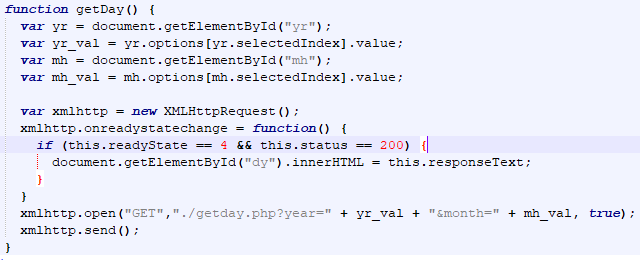 function getDay() {
  var yr = document.getElementById("yr");
  var yr_val = yr.options[yr.selectedIndex].value;
  var mh = document.getElementById("mh");
  var mh_val = mh.options[mh.selectedIndex].value;

  var xmlhttp = new XMLHttpRequest();
  xmlhttp.onreadystatechange = function() {
    if (this.readyState == 4 && this.status == 200) {
      document.getElementById("dy").innerHTML = this.responseText;
    }
  }
  xmlhttp.open("GET","./getday.php?year=" + yr_val + "&month=" + mh_val, true);
  xmlhttp.send();
}